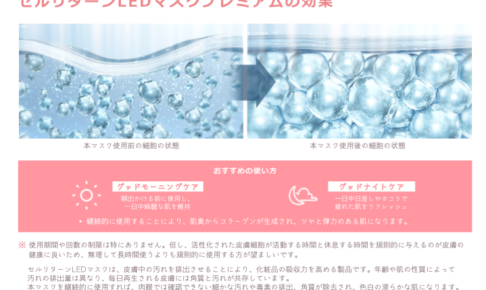 セルリターンLEDマスクプレミアムの効果
本マスク使用前の細胞の状態
本マスク使用後の細胞の状態
おすすめの使い方
グッドモーニングケア
朝出かける前に使用し、
一日中綺麗な肌を維持
グッドナイトケア
一日中日差しやホコリで
疲れた肌をリフレッシュ
• 継続的に使用することにより、肌奥からコラーゲンが生成され、ツヤと弾力のある肌になります。
※ 使用期間や回数の制限は特にありません。但し、活性化された皮膚細胞が活動する時間と休息する時間を規則的に与えるのが皮膚の
健康に良いため、無理して長時間使うよりも規則的に使用する方が望ましいです。
セルリターンLEDマスクは、皮膚中の汚れを排出させることにより、化粧品の吸収力を高める製品です。年齢や肌の性質によって
汚れの排出量は異なり、毎日再生される皮膚には角質と汚れが共存しています。
本マスクを継続的に使用すれば、肉眼では確認できない細かな汚れや毒素の排出、角質が除去され、色白の滑らかな肌になります。